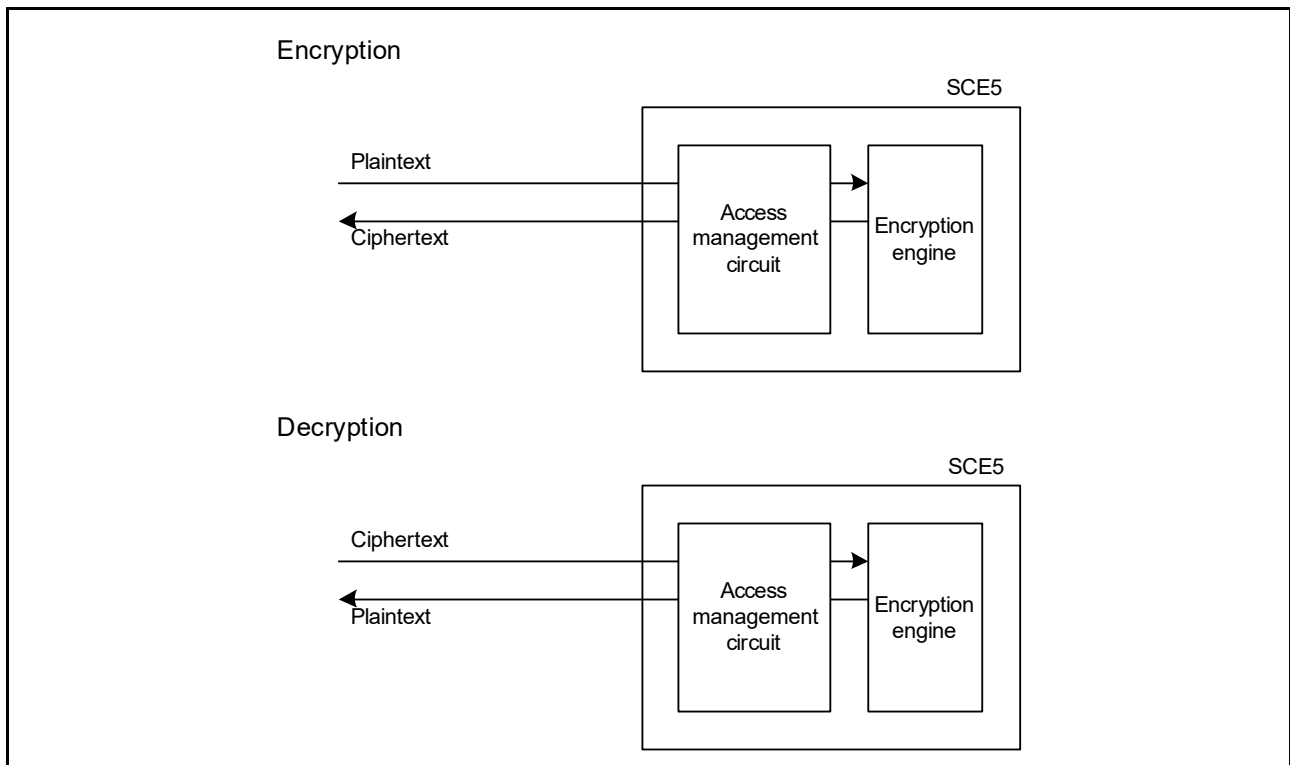 Encryption
SCE5
Plaintext
Ciphertext
Access
management
circuit
Encryption
engine
Decryption
SCE5
Ciphertext
Plaintext
Access
management
circuit
Encryption
engine